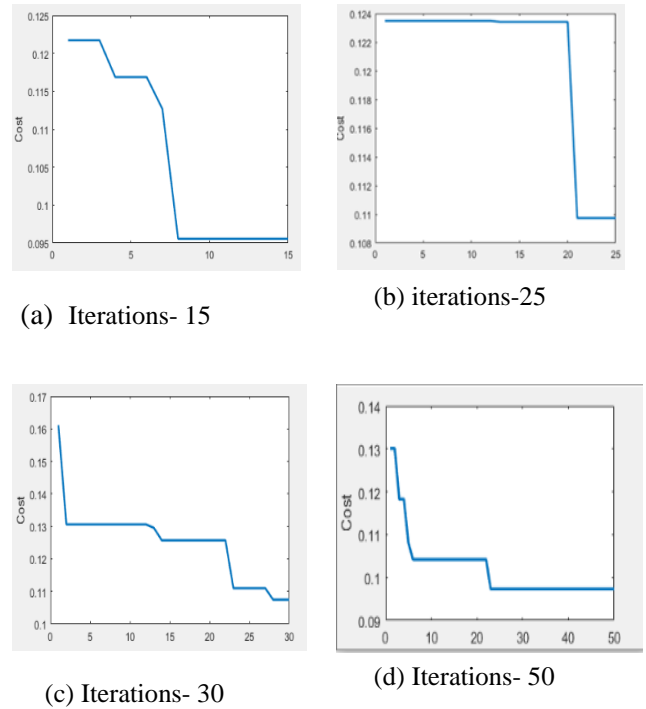 0.125
0.12
0.115
0.11
0.105
0.1
0.095
Cost
0 5 10 15
(a) Iterations- 15
0.124
0.122
0.12
0.118
0.116
0.114
0.112
0.11
0.108
Cost
0 5 10 15 20 25
(b) iterations-25
0.17
0.16
0.15
0.14
0.13
0.12
0.11
0.1
Cost
0 5 10 15 20 25 30
(c) Iterations- 30
0.14
0.13
0.12
0.11
0.1
0.09
Cost
0 10 20 30 40 50
(d) Iterations- 50